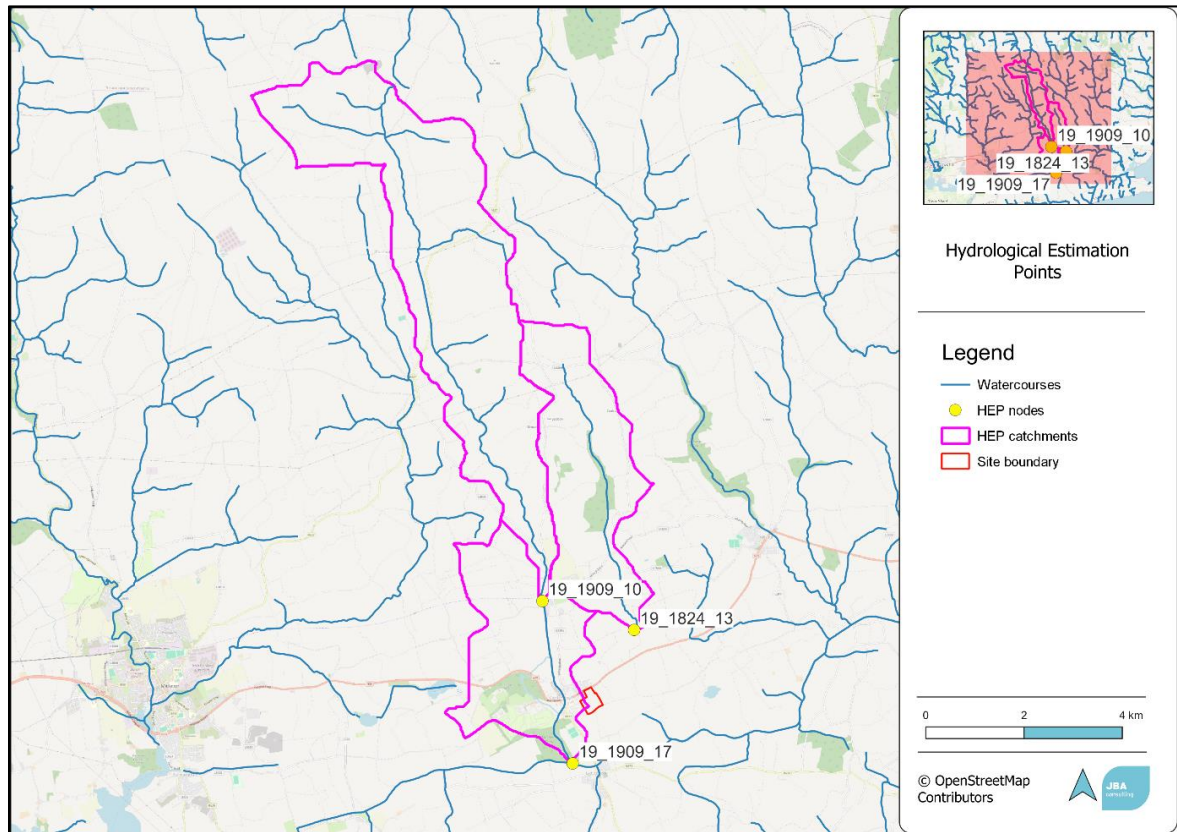 19_1909_10
19_1824_13
19_1909_17
19_1909_10
19_1824_13
19_1909_17
Hydrological Estimation
Points
Legend
Watercourses
HEP nodes
HEP catchments
Site boundary
0 2 4 km
© OpenStreetMap
Contributors
JBA
consulting